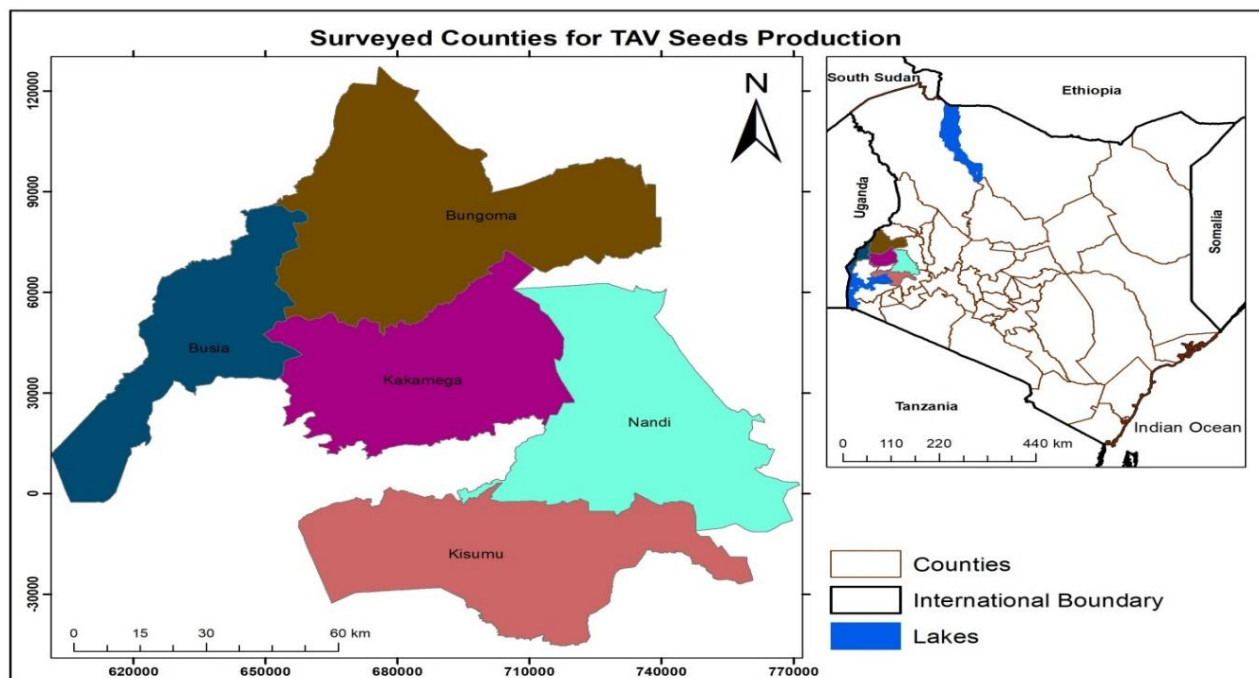 Surveyed Counties for TAV Seeds Production
120000
90000
60000
30000
0
-30000
620000
650000
680000
710000
740000
770000
N
Bungoma
Busia
Kakamega
Nandi
Kisumu
0 15 30 60 km
South Sudan
Ethiopia
Uganda
Somalia
Tanzania
Indian Ocean
0 110 220 440 km
Counties
International Boundary
Lakes